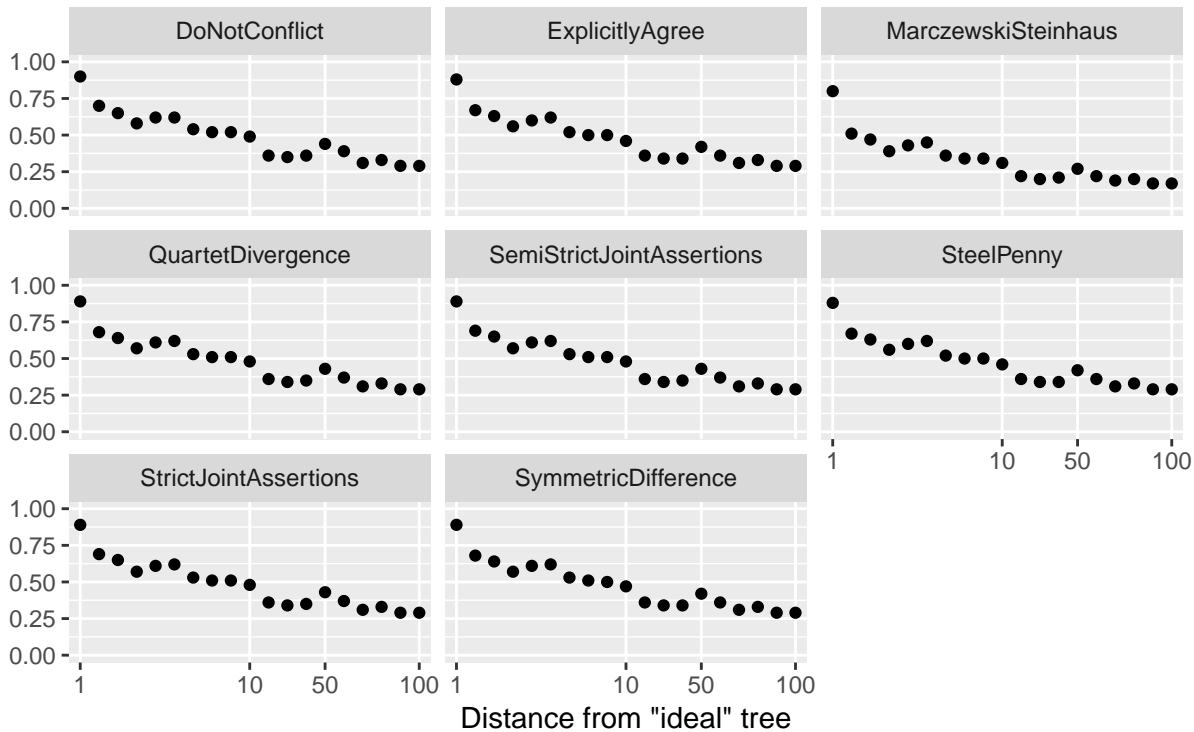 DoNotConflict
ExplicitlyAgree
MarczewskiSteinhaus
1.00
0.75
0.50
0.25
0.00
QuartetDivergence
SemiStrictJointAssertions
SteelPenny
1.00
0.75
0.50
0.25
0.00
1 10 50 100
StrictJointAssertions
SymmetricDifference
1.00
0.75
0.50
0.25
0.00
1 10 50 100
1 10 50 100
Distance from "ideal" tree